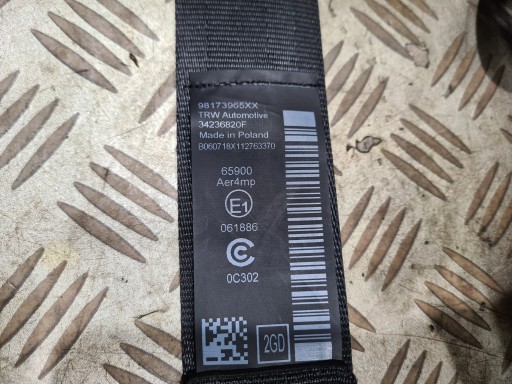 98173965XX
TRW Automotive
34236820F
Made in Poland
B060718X112763370
65900
Aer4mp
E1
061886
0C302
2GD